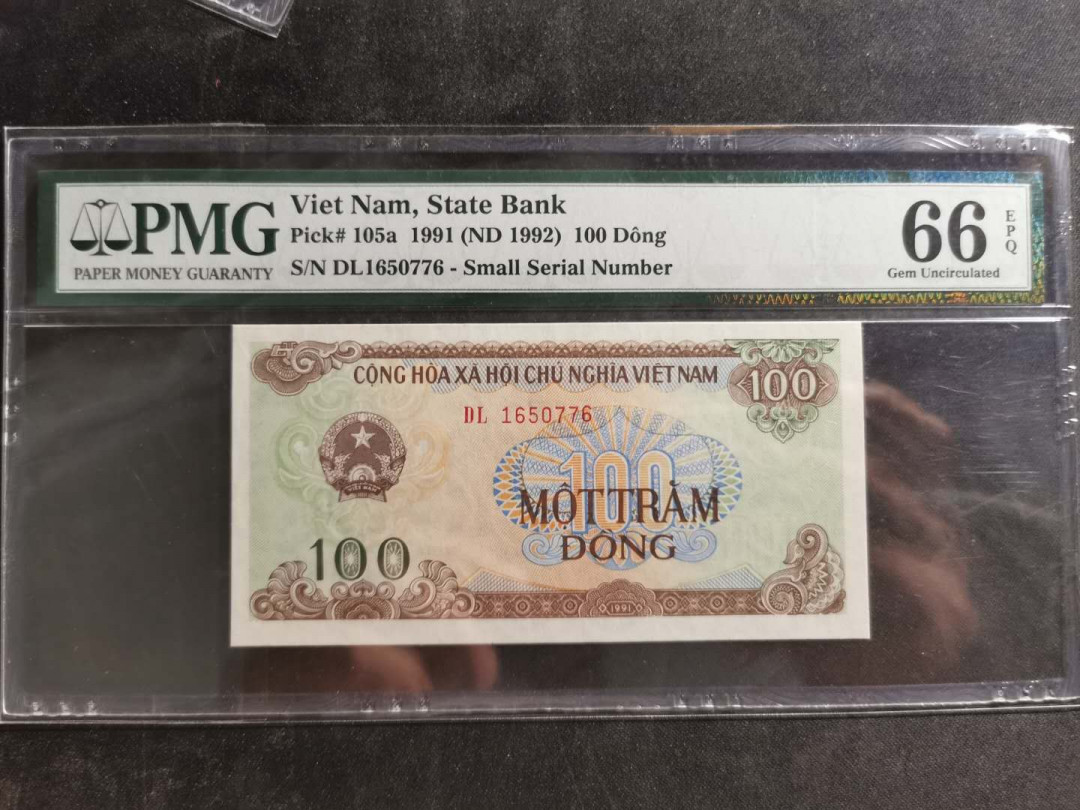 PMG
PAPER MONEY GUARANTY
Viet Nam, State Bank
Pick# 105a 1991 (ND 1992) 100 Dông
S/N DL1650776 - Small Serial Number
66
EPQ
Gem Uncirculated
CỘNG HÒA XÃ HỘI CHỦ NGHĨA VIỆT NAM
100
DL 1650776
VIỆT NAM
100
MỘT TRĂM
ĐỒNG
100
1991